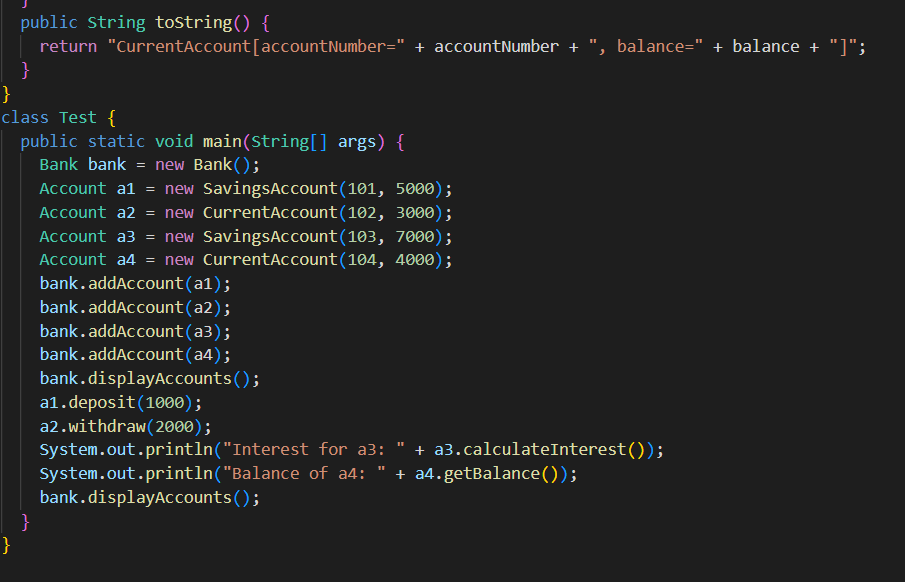 }
public String toString() {
return "CurrentAccount[accountNumber=" + accountNumber + ", balance=" + balance + "]";
}
}
class Test {
public static void main(String[] args) {
Bank bank = new Bank();
Account a1 = new SavingsAccount(101, 5000);
Account a2 = new CurrentAccount(102, 3000);
Account a3 = new SavingsAccount(103, 7000);
Account a4 = new CurrentAccount(104, 4000);
bank.addAccount(a1);
bank.addAccount(a2);
bank.addAccount(a3);
bank.addAccount(a4);
bank.displayAccounts();
a1.deposit(1000);
a2.withdraw(2000);
System.out.println("Interest for a3: " + a3.calculateInterest());
System.out.println("Balance of a4: " + a4.getBalance());
bank.displayAccounts();
}
}